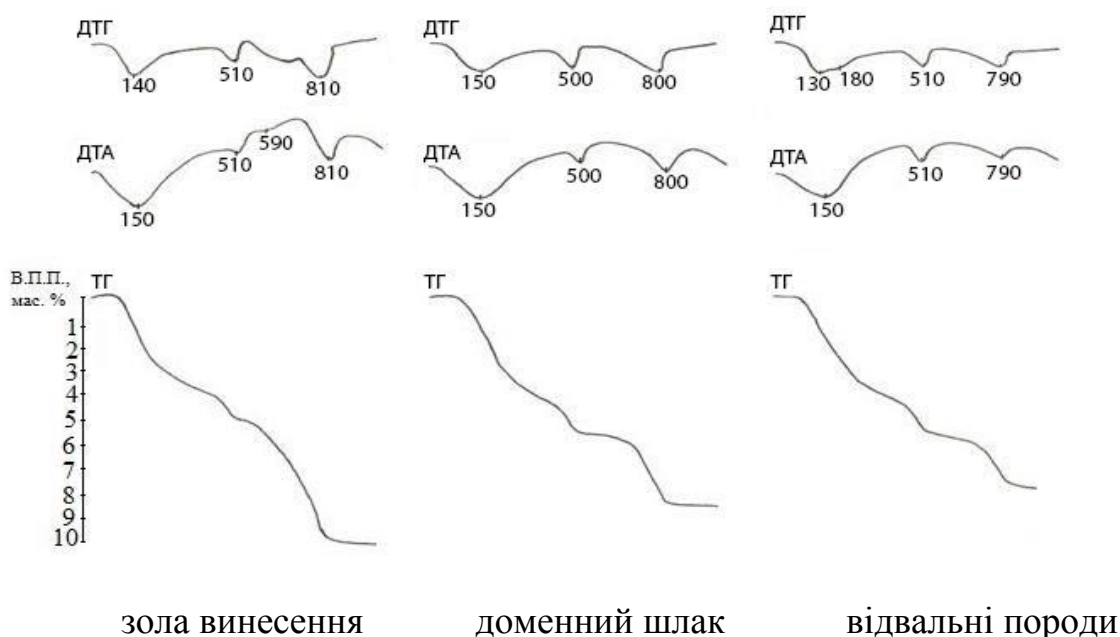 ДТГ
140
510
810
ДТГ
150
500
800
ДТГ
130
180
510
790
ДТА
150
510
590
810
ДТА
150
500
800
ДТА
150
510
790
В.П.П.,
мас. %
ТГ
1
2
3
4
5
6
7
8
9
10
ТГ
ТГ
зола винесення
доменний шлак
відвальні породи